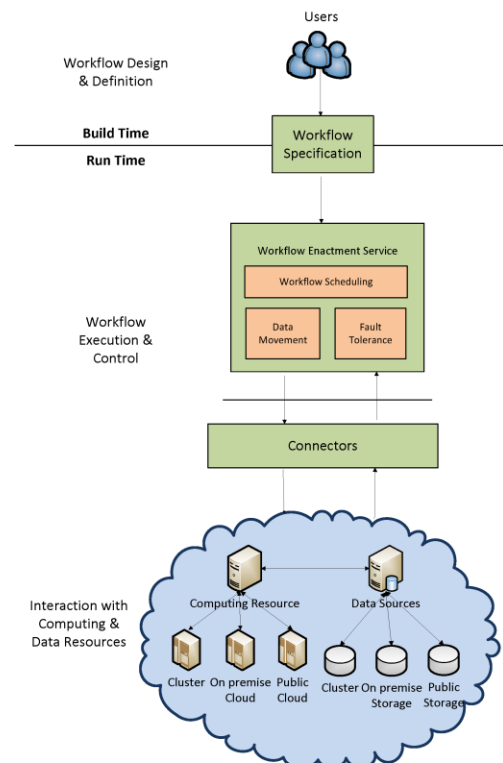 Users
Workflow Design
& Definition
Build Time
Run Time
Workflow
Specification
Workflow Enactment Service
Workflow Scheduling
Data
Movement
Fault
Tolerance
Workflow
Execution &
Control
Connectors
Interaction with
Computing &
Data Resources
Computing Resource
Data Sources
Cluster
On premise
Cloud
Public
Cloud
Cluster
On premise
Storage
Public
Storage